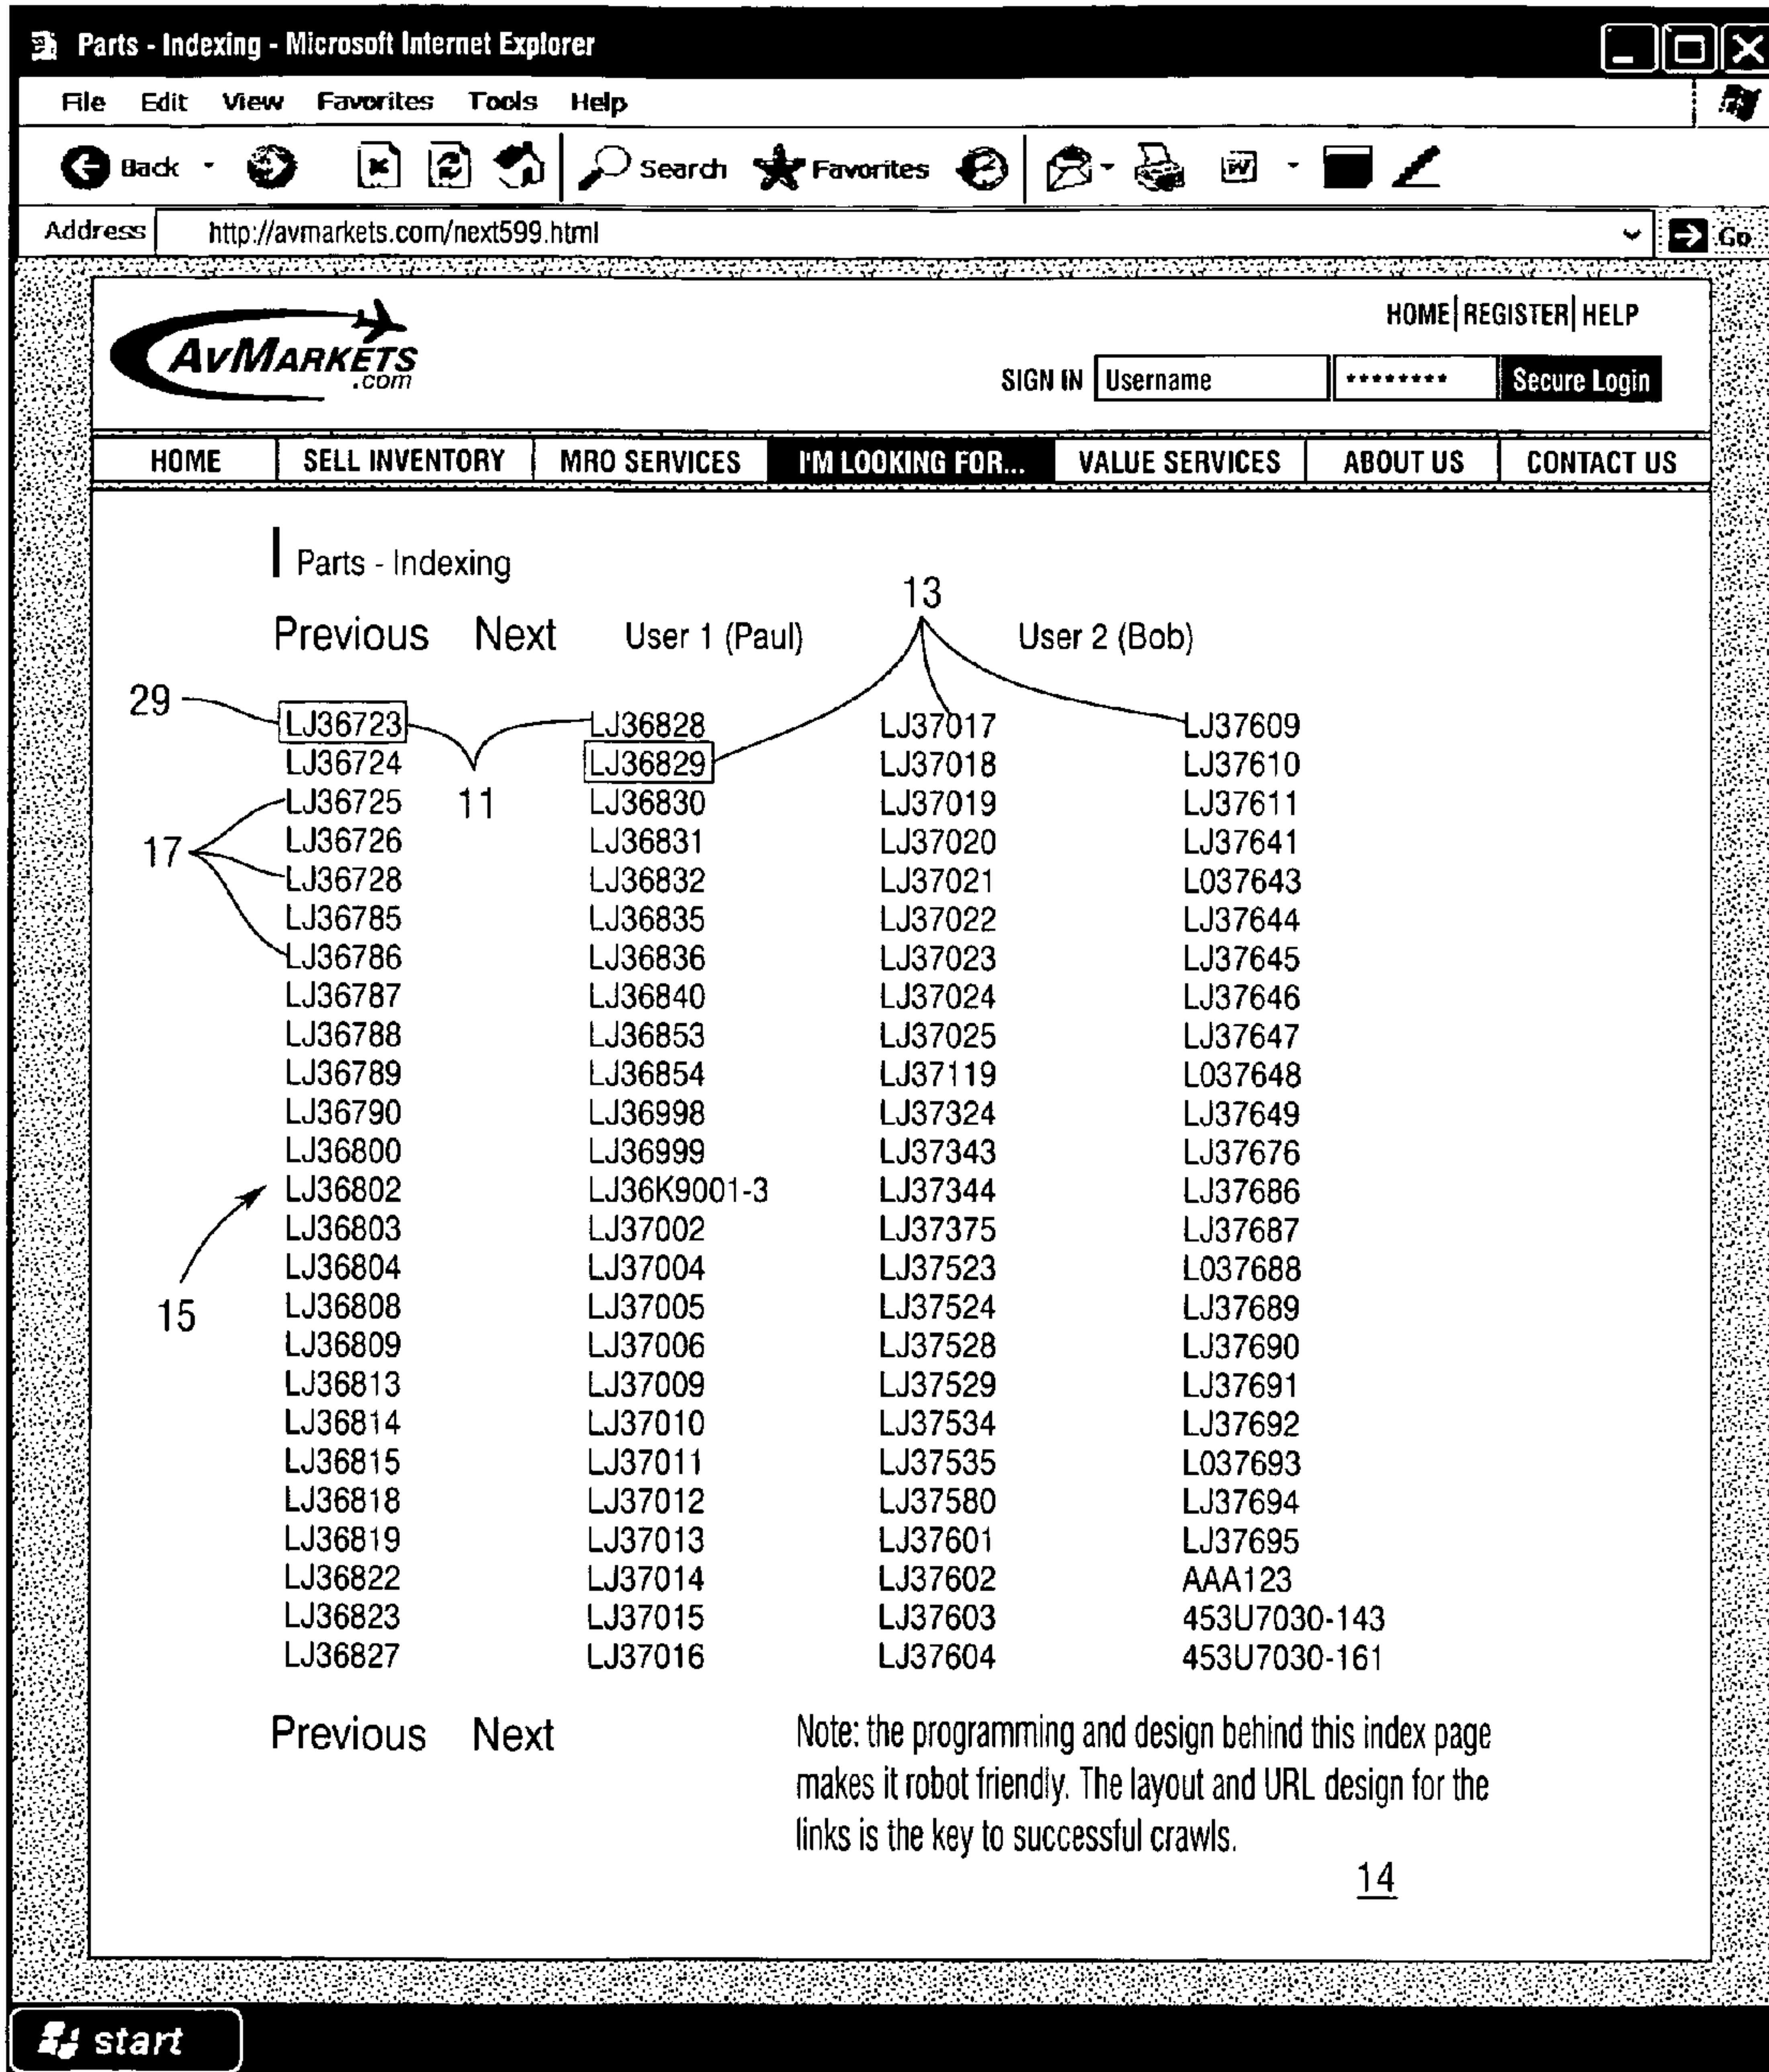 Parts - Indexing - Microsoft Internet Explorer
File Edit View Favorites Tools Help
Back Search Favorites W
Address http://avmarkets.com/next599.html Go
HOME| REGISTER| HELP
AVMARKETS
.com
SIGN IN Username ******** Secure Login
HOME SELL INVENTORY MRO SERVICES I'M LOOKING FOR... VALUE SERVICES ABOUT US CONTACT US
Parts - Indexing
13
Previous Next User 1 (Paul) User 2 (Bob)
29
LJ36723 LJ36828 LJ37017 LJ37609
LJ36724 LJ36829 LJ37018 LJ37610
LJ36725 11 LJ36830 LJ37019 LJ37611
17 LJ36726 LJ36831 LJ37020 LJ37641
LJ36728 LJ36832 LJ37021 L037643
LJ36785 LJ36835 LJ37022 LJ37644
LJ36786 LJ36836 LJ37023 LJ37645
LJ36787 LJ36840 LJ37024 LJ37646
LJ36788 LJ36853 LJ37025 LJ37647
LJ36789 LJ36854 LJ37119 L037648
LJ36790 LJ36998 LJ37324 LJ37649
LJ36800 LJ36999 LJ37343 LJ37676
LJ36802 LJ36K9001-3 LJ37344 LJ37686
LJ36803 LJ37002 LJ37375 LJ37687
LJ36804 LJ37004 LJ37523 L037688
15 LJ36808 LJ37005 LJ37524 LJ37689
LJ36809 LJ37006 LJ37528 LJ37690
LJ36813 LJ37009 LJ37529 LJ37691
LJ36814 LJ37010 LJ37534 LJ37692
LJ36815 LJ37011 LJ37535 L037693
LJ36818 LJ37012 LJ37580 LJ37694
LJ36819 LJ37013 LJ37601 LJ37695
LJ36822 LJ37014 LJ37602 AAA123
LJ36823 LJ37015 LJ37603 453U7030-143
LJ36827 LJ37016 LJ37604 453U7030-161
Previous Next
Note: the programming and design behind this index page
makes it robot friendly. The layout and URL design for the
links is the key to successful crawls.
14
start